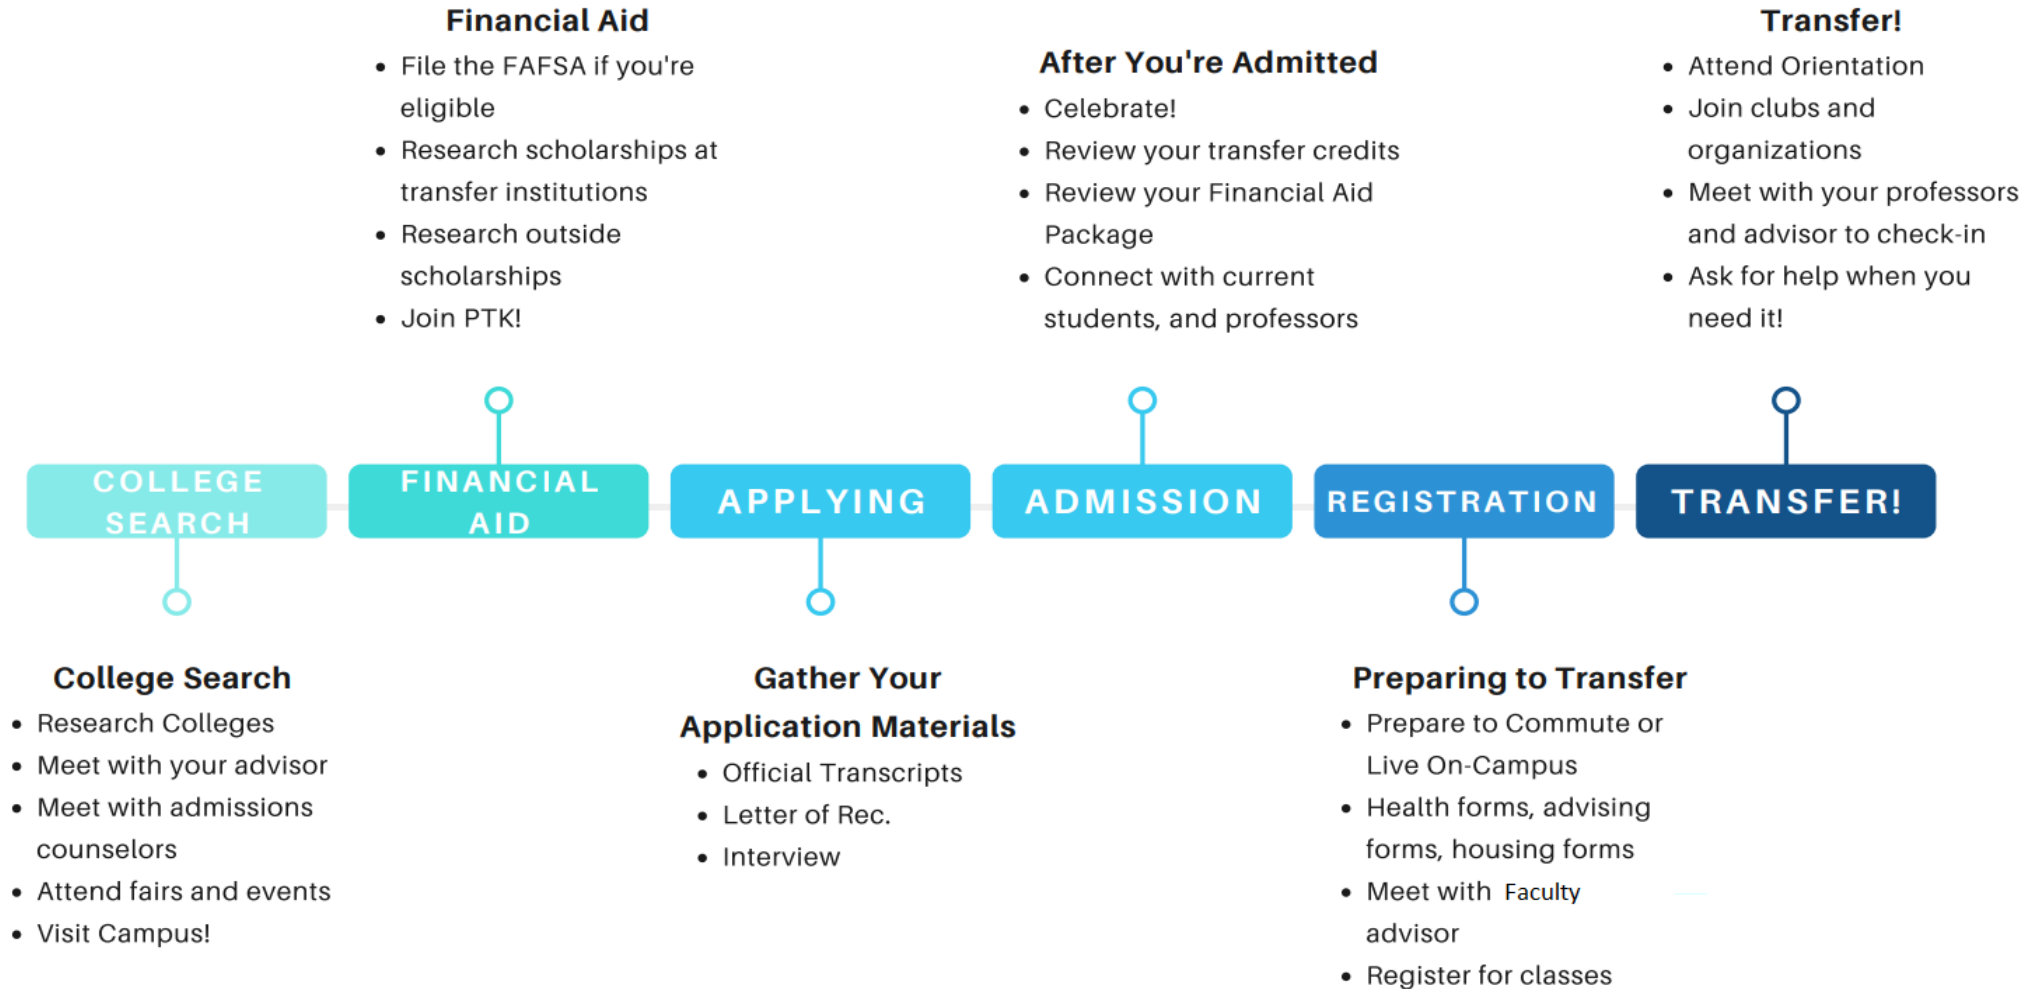 Financial Aid
• File the FAFSA if you're
eligible
• Research scholarships at
transfer institutions
• Research outside
scholarships
• Join PTK!
After You're Admitted
• Celebrate!
• Review your transfer credits
• Review your Financial Aid
Package
• Connect with current
students, and professors
Transfer!
• Attend Orientation
• Join clubs and
organizations
• Meet with your professors
and advisor to check-in
• Ask for help when you
need it!
COLLEGE
SEARCH
FINANCIAL
AID
APPLYING
ADMISSION
REGISTRATION
TRANSFER!
College Search
• Research Colleges
• Meet with your advisor
• Meet with admissions
counselors
• Attend fairs and events
• Visit Campus!
Gather Your
Application Materials
• Official Transcripts
• Letter of Rec.
• Interview
Preparing to Transfer
• Prepare to Commute or
Live On-Campus
• Health forms, advising
forms, housing forms
• Meet with Faculty
advisor
• Register for classes